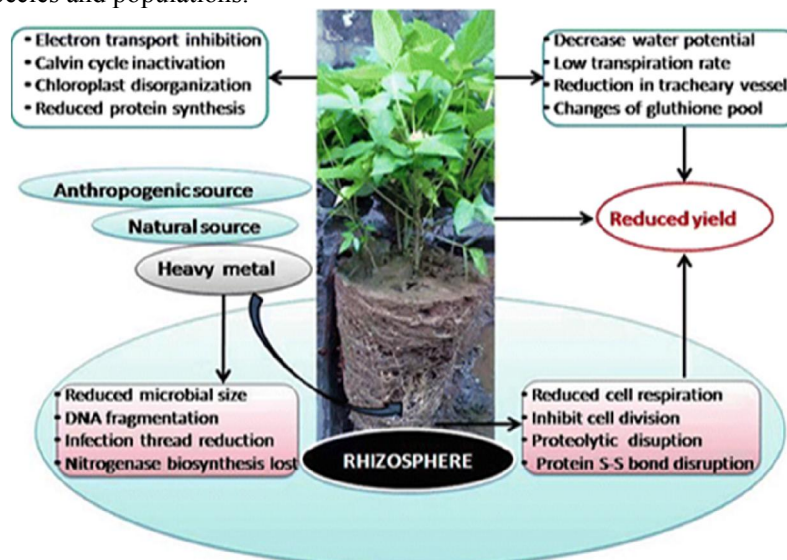 species and populations.
• Electron transport inhibition
• Calvin cycle inactivation
• Chloroplast disorganization
• Reduced protein synthesis
• Decrease water potential
• Low transpiration rate
• Reduction in tracheary vessel
• Changes of gluthione pool
Anthropogenic source
Natural source
Heavy metal
Reduced yield
• Reduced microbial size
• DNA fragmentation
• Infection thread reduction
• Nitrogenase biosynthesis lost
• Reduced cell respiration
• Inhibit cell division
• Proteolytic disuption
• Protein S-S bond disruption
RHIZOSPHERE